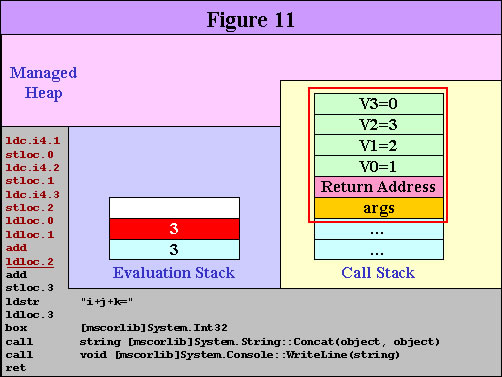 Figure 11
Managed
Heap
V3=0
V2=3
V1=2
V0=1
Return Address
args
...
...
Call Stack
3
3
Evaluation Stack
ldc.i4.1
stloc.0
ldc.i4.2
stloc.1
ldc.i4.3
stloc.2
ldloc.0
ldloc.1
add
ldloc.2
add
stloc.3
ldstr "i+j+k="
ldloc.3
box [mscorlib]System.Int32
call string [mscorlib]System.String::Concat(object, object)
call void [mscorlib]System.Console::WriteLine(string)
ret